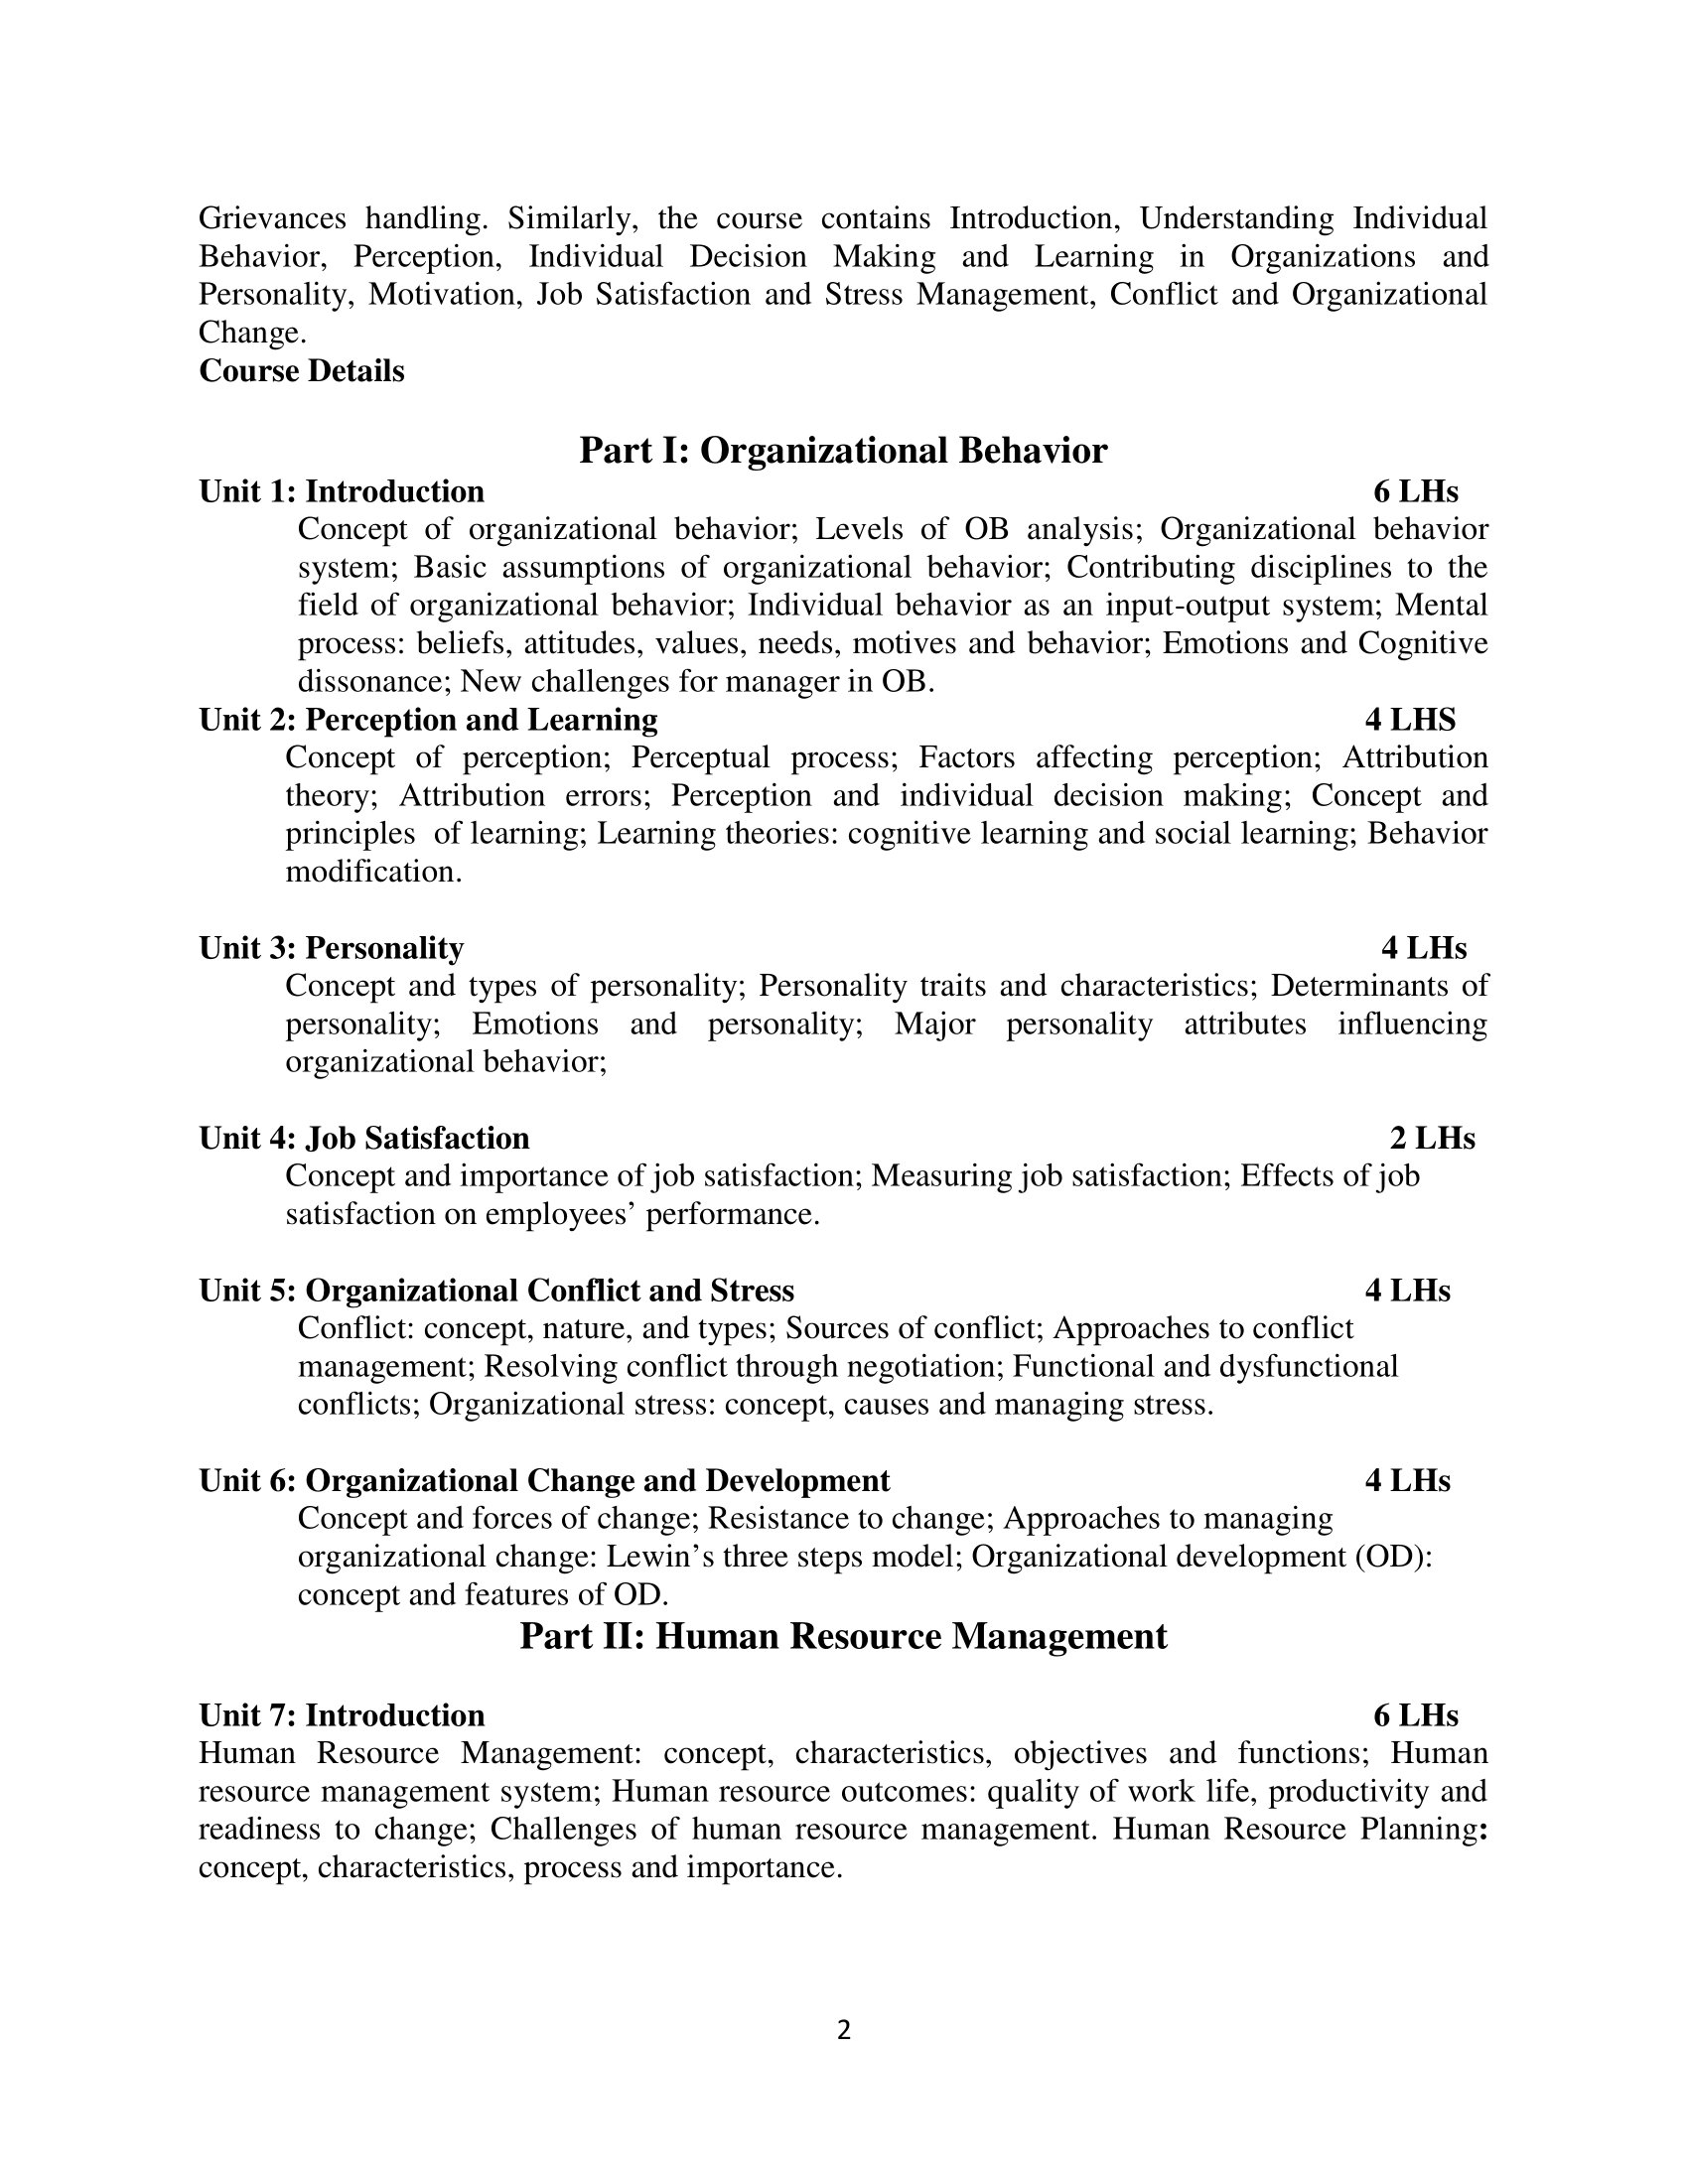 Grievances handling. Similarly, the course contains Introduction, Understanding Individual
Behavior, Perception, Individual Decision Making and Learning in Organizations and
Personality, Motivation, Job Satisfaction and Stress Management, Conflict and Organizational
Change.
Course Details
Part I: Organizational Behavior
Unit 1: Introduction 6 LHs
Concept of organizational behavior; Levels of OB analysis; Organizational behavior
system; Basic assumptions of organizational behavior; Contributing disciplines to the
field of organizational behavior; Individual behavior as an input-output system; Mental
process: beliefs, attitudes, values, needs, motives and behavior; Emotions and Cognitive
dissonance; New challenges for manager in OB.
Unit 2: Perception and Learning 4 LHS
Concept of perception; Perceptual process; Factors affecting perception; Attribution
theory; Attribution errors; Perception and individual decision making; Concept and
principles of learning; Learning theories: cognitive learning and social learning; Behavior
modification.
Unit 3: Personality 4 LHs
Concept and types of personality; Personality traits and characteristics; Determinants of
personality; Emotions and personality; Major personality attributes influencing
organizational behavior;
Unit 4: Job Satisfaction 2 LHs
Concept and importance of job satisfaction; Measuring job satisfaction; Effects of job
satisfaction on employees’ performance.
Unit 5: Organizational Conflict and Stress 4 LHs
Conflict: concept, nature, and types; Sources of conflict; Approaches to conflict
management; Resolving conflict through negotiation; Functional and dysfunctional
conflicts; Organizational stress: concept, causes and managing stress.
Unit 6: Organizational Change and Development 4 LHs
Concept and forces of change; Resistance to change; Approaches to managing
organizational change: Lewin’s three steps model; Organizational development (OD):
concept and features of OD.
Part II: Human Resource Management
Unit 7: Introduction 6 LHs
Human Resource Management: concept, characteristics, objectives and functions; Human
resource management system; Human resource outcomes: quality of work life, productivity and
readiness to change; Challenges of human resource management. Human Resource Planning:
concept, characteristics, process and importance.
2